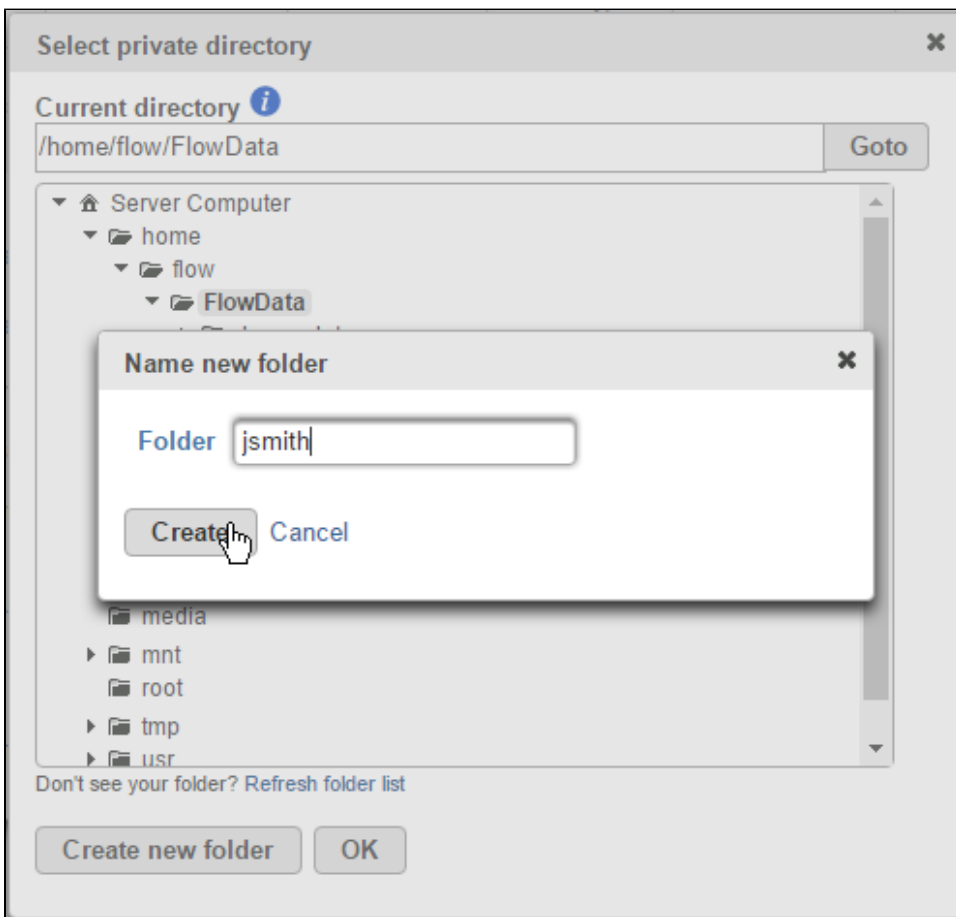 Select private directory
Current directory
/home/flow/FlowData
Goto
Server Computer
home
flow
FlowData
Name new folder
Folder jsmith
Create Cancel
media
mnt
root
tmp
usr
Don't see your folder? Refresh folder list
Create new folder OK